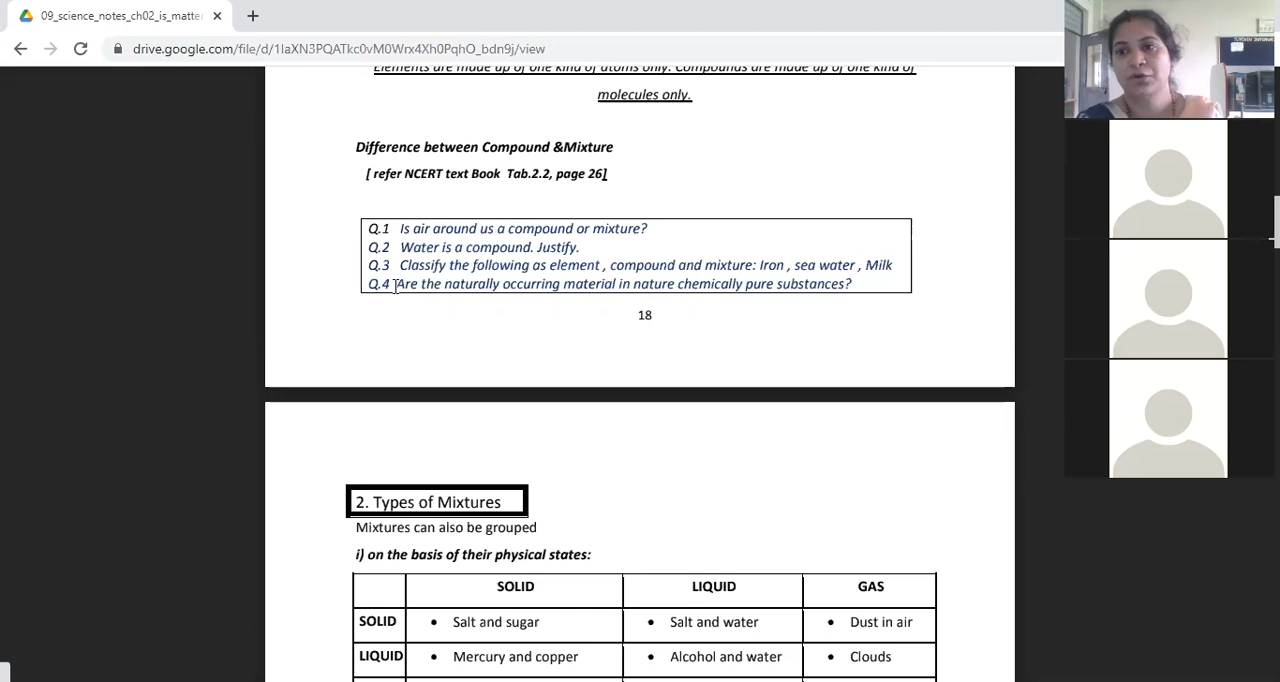 09_science_notes_ch02_is_matter
drive.google.com/file/d/1IaXN3PQATkc0vM0Wrx4Xh0PqhO_bdn9j/view
Elements are made up of one kind of atoms only. Compounds are made up of one kind of
molecules only.
Difference between Compound &Mixture
[ refer NCERT text Book Tab.2.2, page 26]
Q.1 Is air around us a compound or mixture?
Q.2 Water is a compound. Justify.
Q.3 Classify the following as element , compound and mixture: Iron , sea water , Milk
Q.4 Are the naturally occurring material in nature chemically pure substances?
18
2. Types of Mixtures
Mixtures can also be grouped
i) on the basis of their physical states:
SOLID LIQUID GAS
SOLID • Salt and sugar • Salt and water • Dust in air
LIQUID • Mercury and copper • Alcohol and water • Clouds